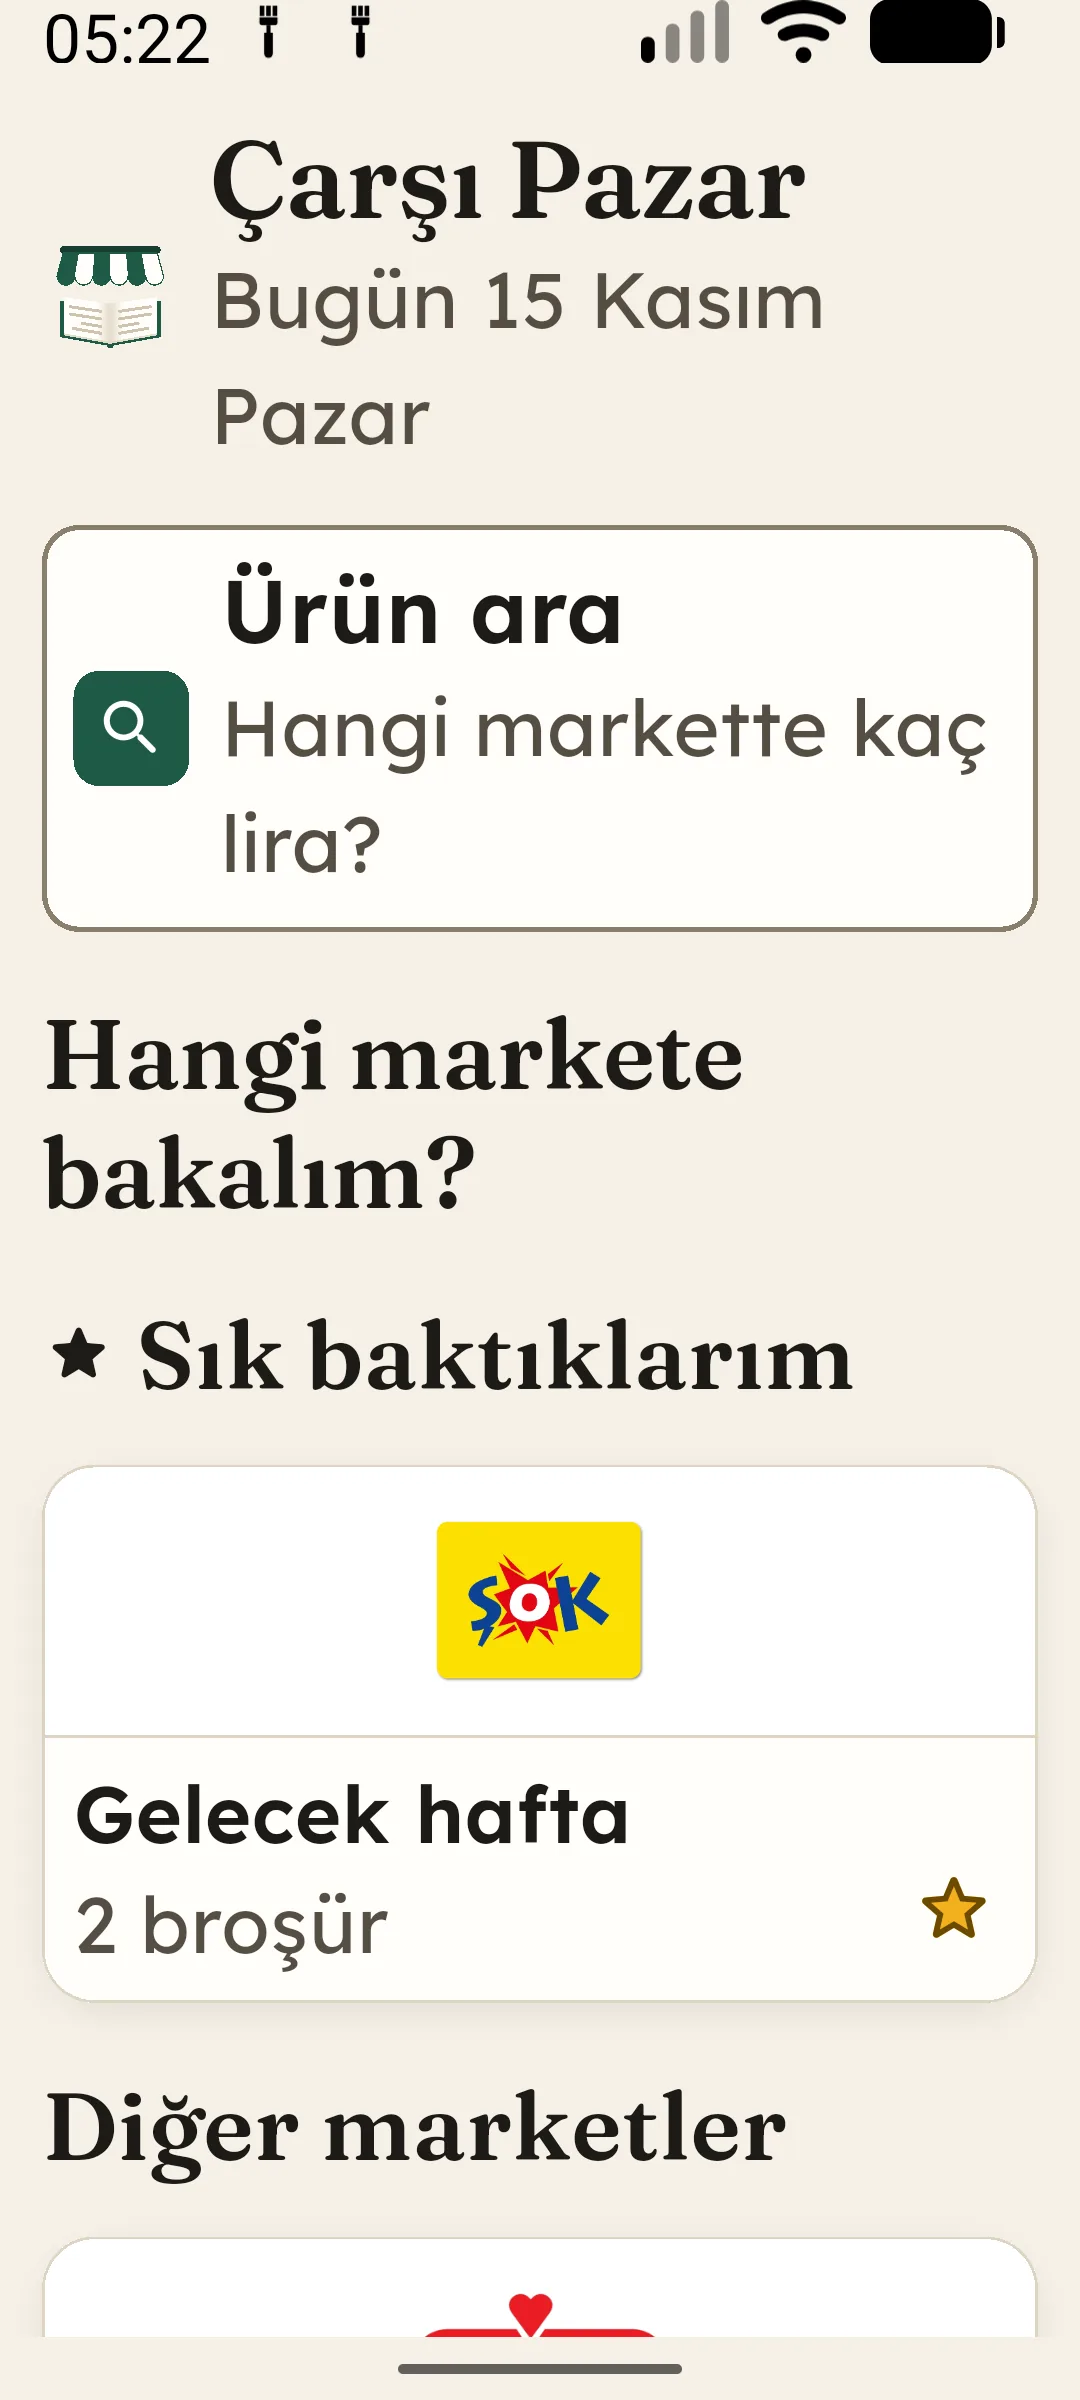 05:22
Çarşı Pazar
Bugün 15 Kasım
Pazar
Ürün ara
Hangi markette kaç
lira?
Hangi markete
bakalım?
Sık baktıklarım
ŞOK
Gelecek hafta
2 broşür
Diğer marketler